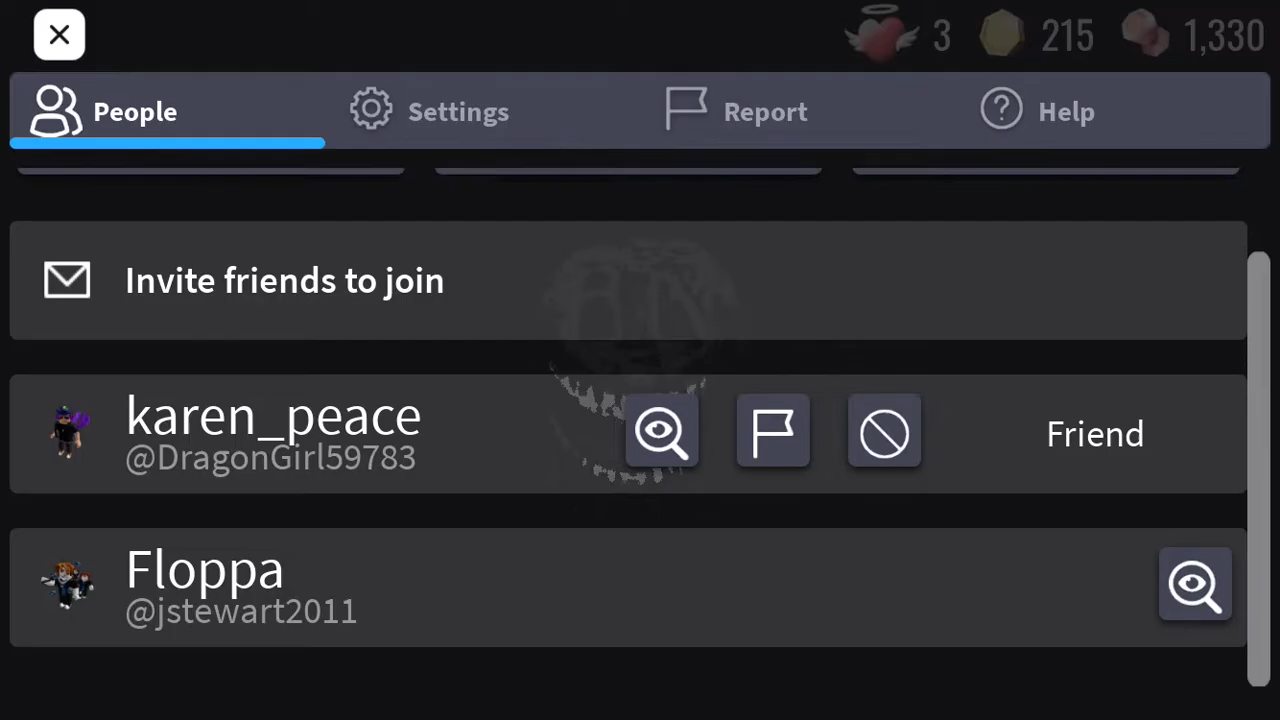 3 215 1,330
People Settings Report Help
Invite friends to join
karen_peace
@DragonGirl59783
Friend
Floppa
@jstewart2011